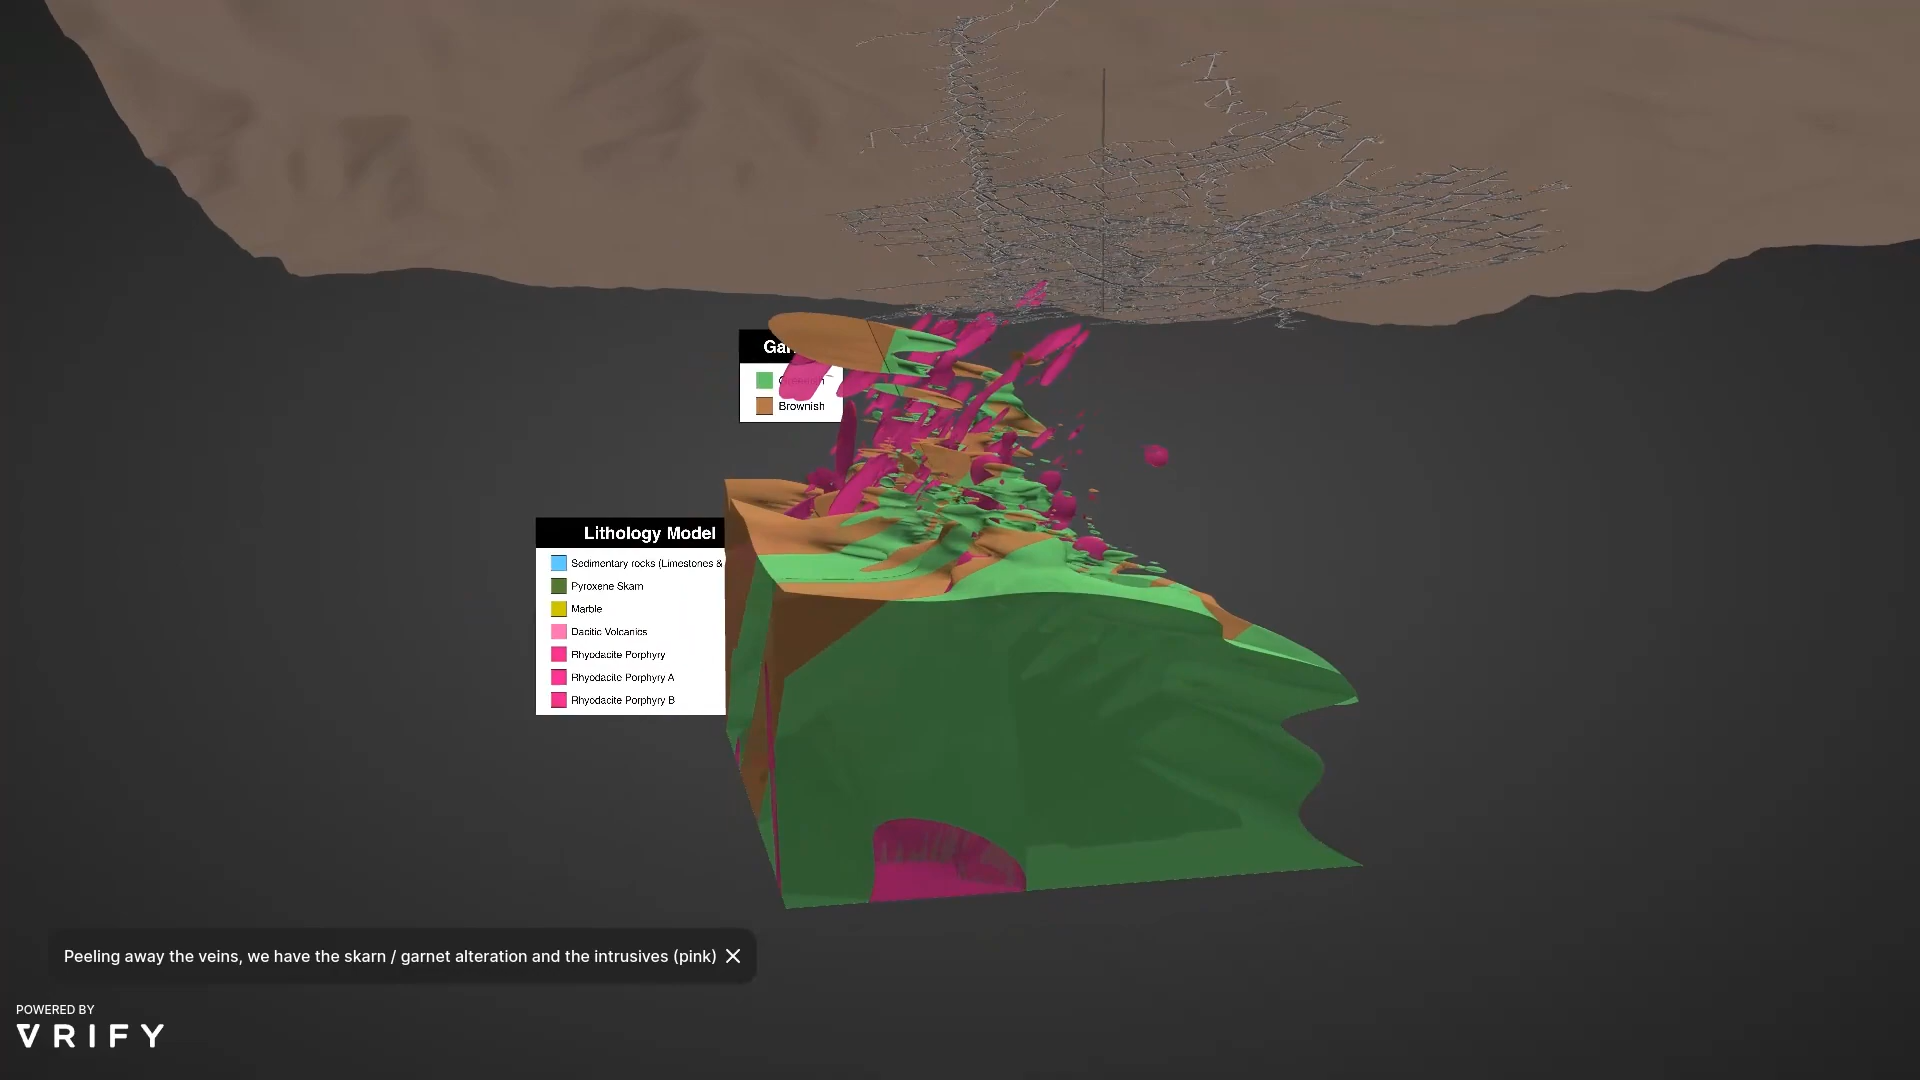 Gar
Brownish
Lithology Model
Sedimentary rocks (Limestones &
Pyroxene Skarn
Marble
Dacitic Volcanics
Rhyodacite Porphyry
Rhyodacite Porphyry A
Rhyodacite Porphyry B
Peeling away the veins, we have the skarn / garnet alteration and the intrusives (pink)
POWERED BY
VRIFY